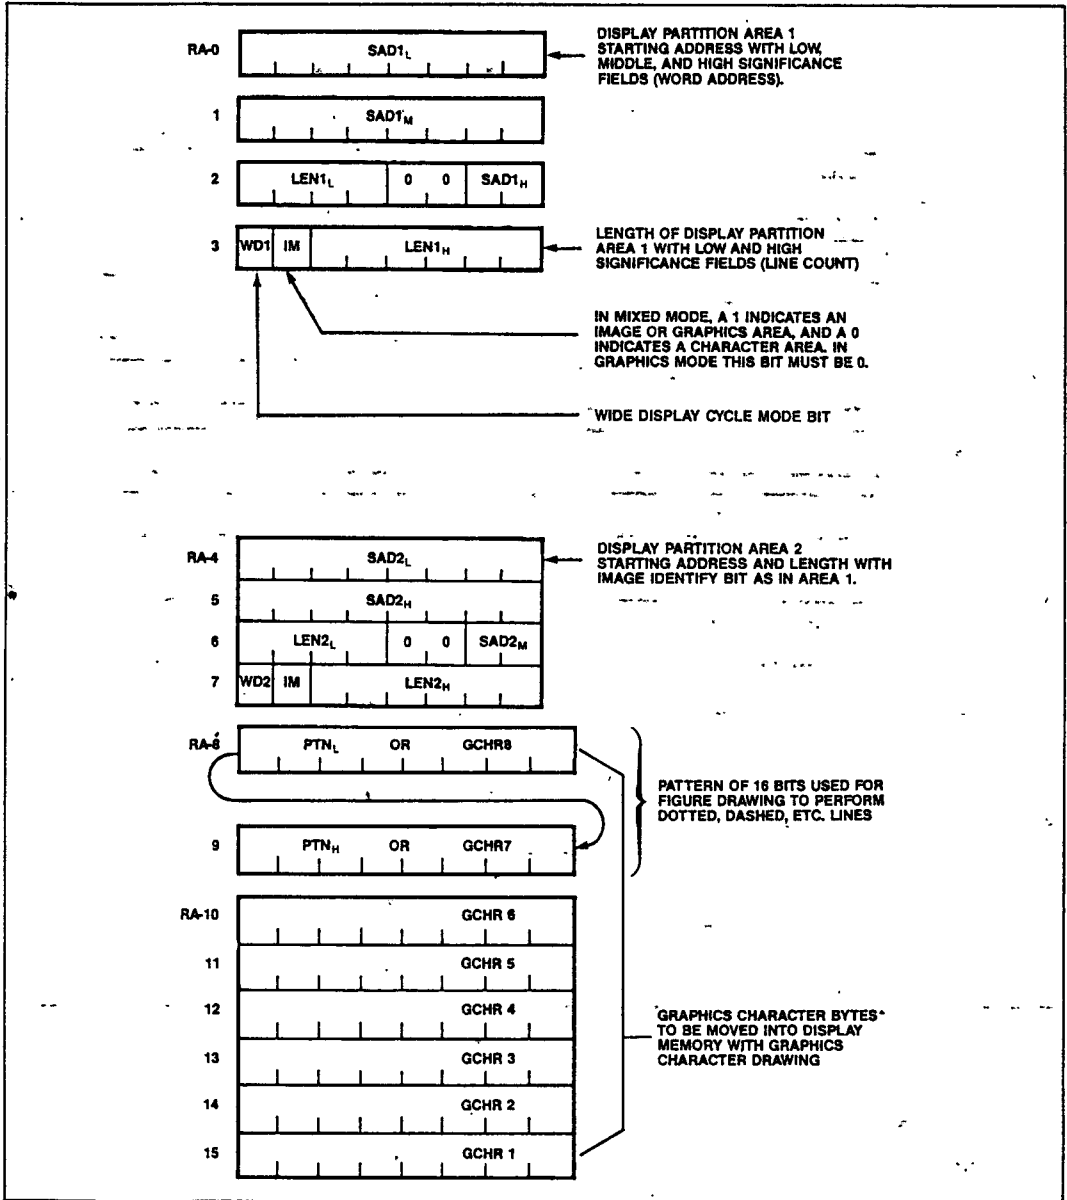 RA-0 SAD1L
DISPLAY PARTITION AREA 1
STARTING ADDRESS WITH LOW,
MIDDLE, AND HIGH SIGNIFICANCE
FIELDS (WORD ADDRESS).
1 SAD1M
2 LEN1L 0 0 SAD1H
3 WD1 IM LEN1H
LENGTH OF DISPLAY PARTITION
AREA 1 WITH LOW AND HIGH
SIGNIFICANCE FIELDS (LINE COUNT)
IN MIXED MODE, A 1 INDICATES AN
IMAGE OR GRAPHICS AREA, AND A 0
INDICATES A CHARACTER AREA. IN
GRAPHICS MODE THIS BIT MUST BE 0.
WIDE DISPLAY CYCLE MODE BIT
RA-4 SAD2L
DISPLAY PARTITION AREA 2
STARTING ADDRESS AND LENGTH WITH
IMAGE IDENTIFY BIT AS IN AREA 1.
5 SAD2H
6 LEN2L 0 0 SAD2M
7 WD2 IM LEN2H
RA-8 PTNL OR GCHR8
PATTERN OF 16 BITS USED FOR
FIGURE DRAWING TO PERFORM
DOTTED, DASHED, ETC. LINES
9 PTNH OR GCHR7
RA-10 GCHR 6
11 GCHR 5
12 GCHR 4
GRAPHICS CHARACTER BYTES
TO BE MOVED INTO DISPLAY
MEMORY WITH GRAPHICS
CHARACTER DRAWING
13 GCHR 3
14 GCHR 2
15 GCHR 1